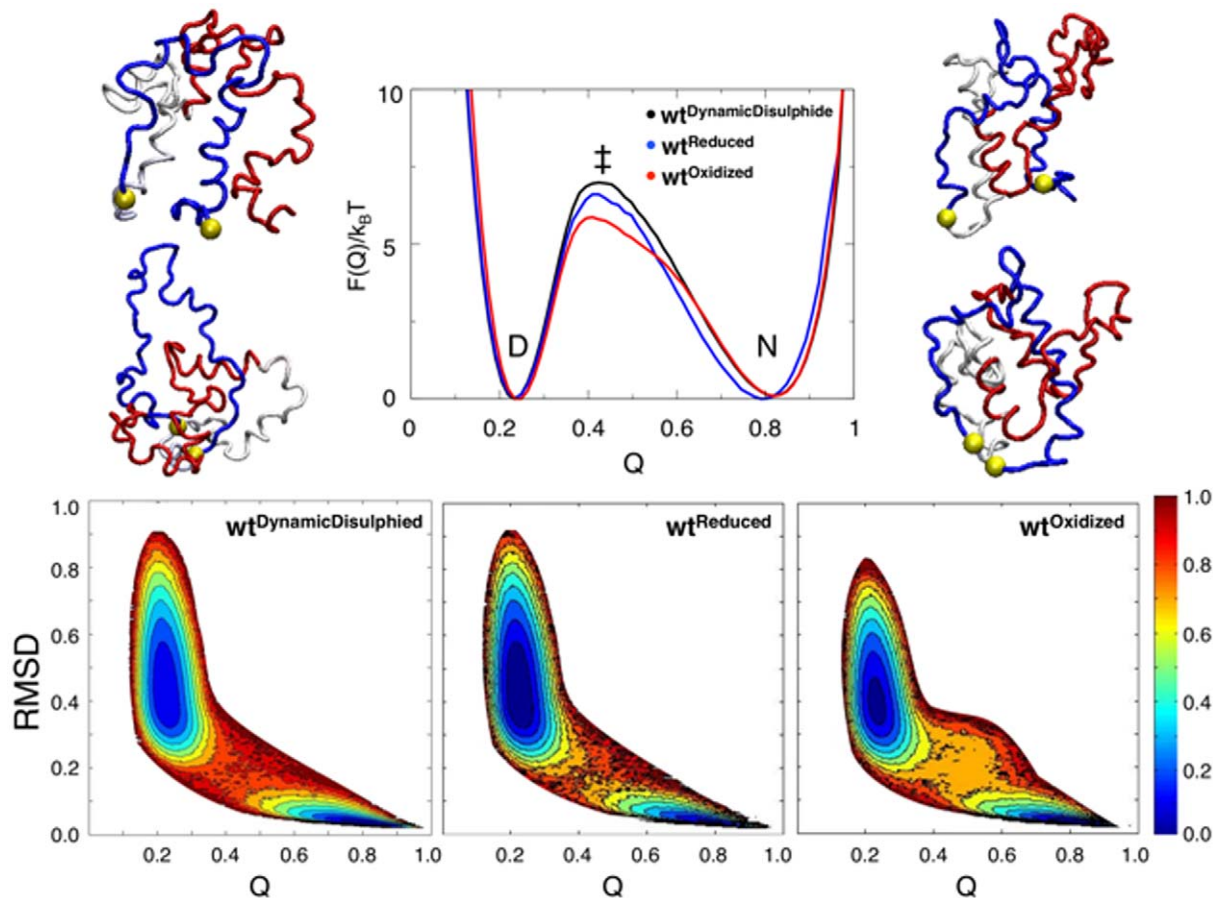 10
wt^DynamicDisulphide
wt^Reduced
wt^Oxidized
‡
F(Q)/k_BT
5
D
N
0
0 0.2 0.4 0.6 0.8 1
Q
1.0 wt^DynamicDisulphied wt^Reduced wt^Oxidized 1.0
0.8 0.8
0.6 0.6
RMSD
0.4 0.4
0.2 0.2
0.0 0.0
0.2 0.4 0.6 0.8 1.0 0.2 0.4 0.6 0.8 1.0 0.2 0.4 0.6 0.8 1.0
Q Q Q